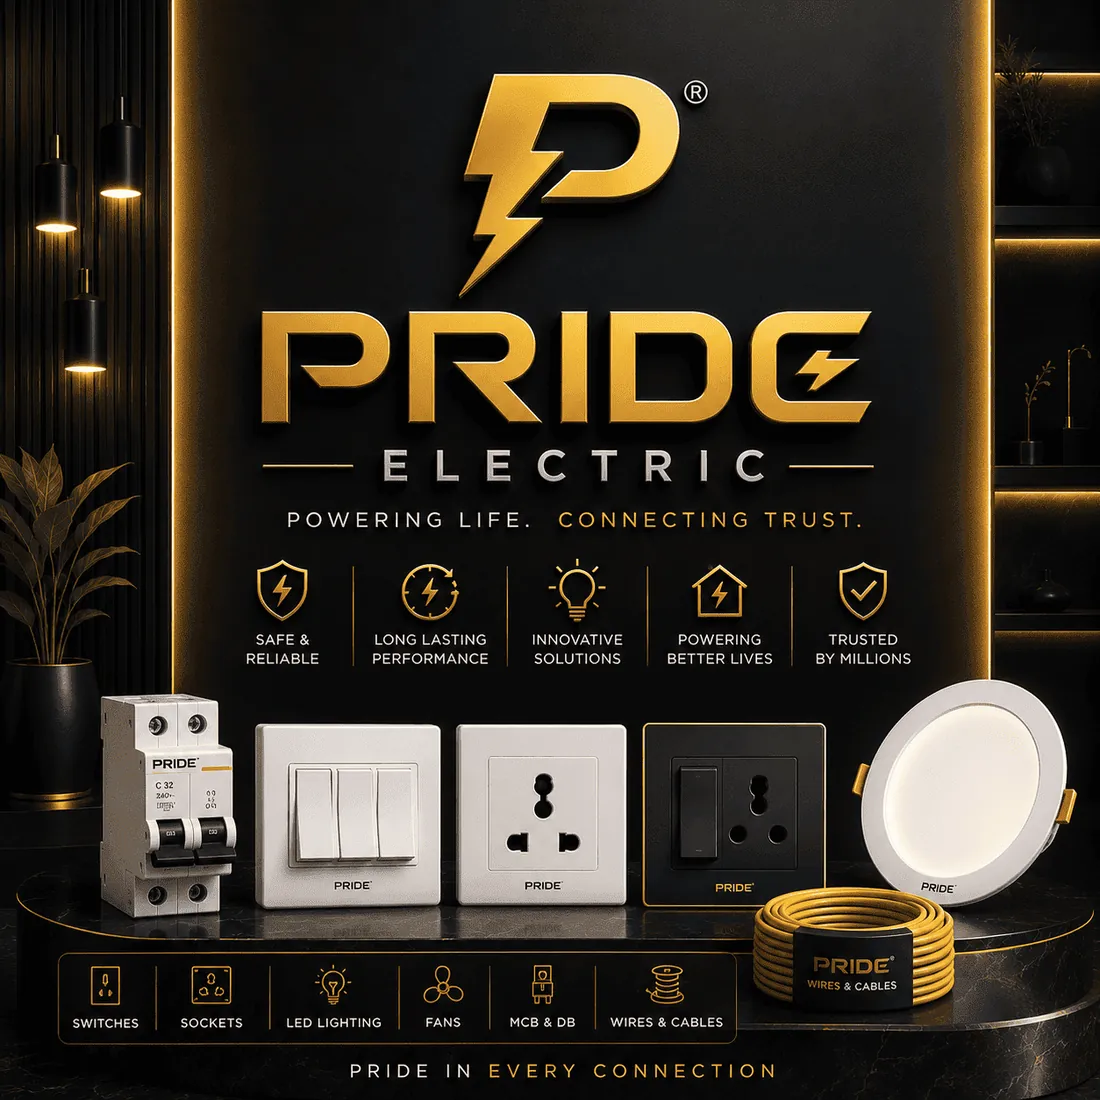 P®
PRIDE
ELECTRIC
POWERING LIFE. CONNECTING TRUST.
SAFE &
RELIABLE
LONG LASTING
PERFORMANCE
INNOVATIVE
SOLUTIONS
POWERING
BETTER LIVES
TRUSTED
BY MILLIONS
PRIDE
C 32
PRIDE
PRIDE
PRIDE
PRIDE
PRIDE
WIRES & CABLES
SWITCHES
SOCKETS
LED LIGHTING
FANS
MCB & DB
WIRES & CABLES
PRIDE IN EVERY CONNECTION